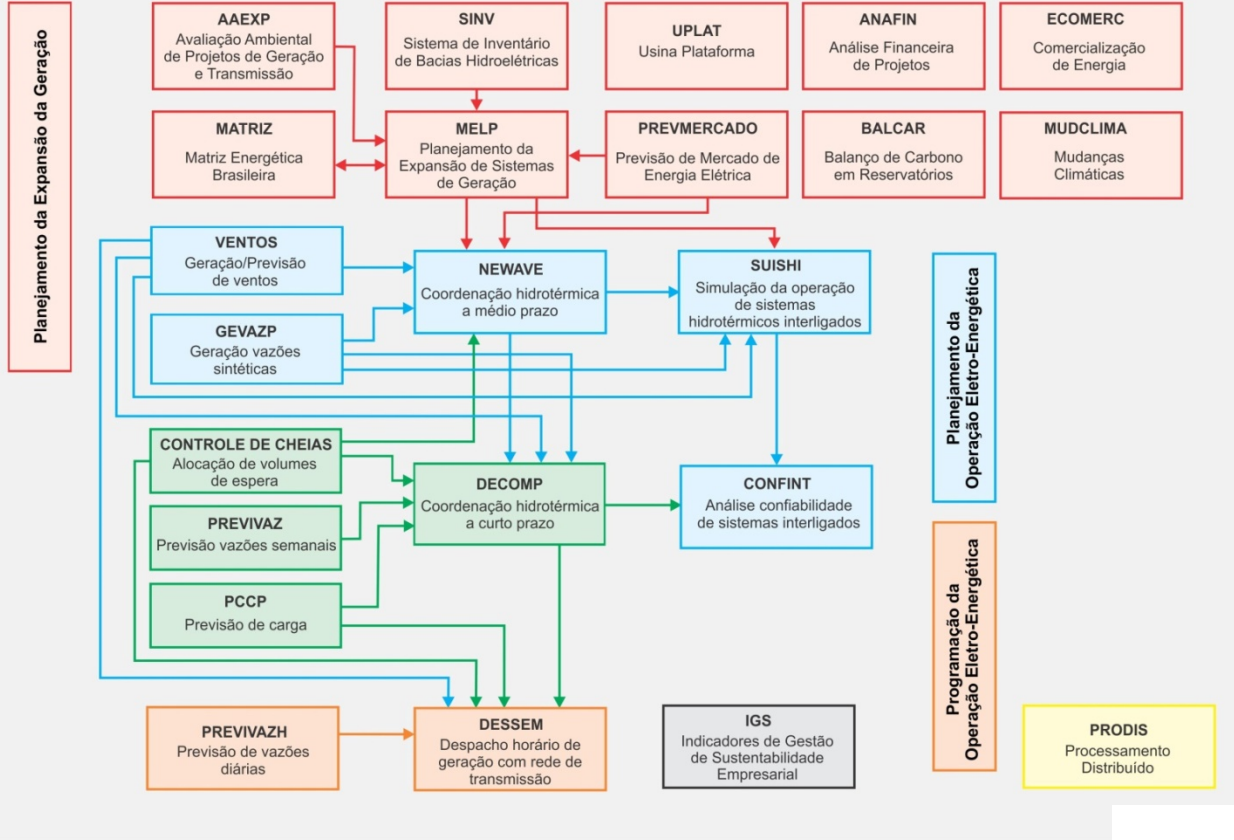 Planejamento da Expansão da Geração
AAEXP
Avaliação Ambiental
de Projetos de Geração
e Transmissão
SINV
Sistema de Inventário
de Bacias Hidroelétricas
UPLAT
Usina Plataforma
ANAFIN
Análise Financeira
de Projetos
ECOMERC
Comercialização
de Energia
MATRIZ
Matriz Energética
Brasileira
MELP
Planejamento da
Expansão de Sistemas
de Geração
PREVMERCADO
Previsão de Mercado de
Energia Elétrica
BALCAR
Balanço de Carbono
em Reservatórios
MUDCLIMA
Mudanças
Climáticas
VENTOS
Geração/Previsão
de ventos
NEWAVE
Coordenação hidrotérmica
a médio prazo
SUISHI
Simulação da operação
de sistemas
hidrotérmicos interligados
Planejamento da
Operação Eletro-Energética
GEVAZP
Geração vazões
sintéticas
CONTROLE DE CHEIAS
Alocação de volumes
de espera
DECOMP
Coordenação hidrotérmica
a curto prazo
CONFINT
Análise confiabilidade
de sistemas interligados
PREVIVAZ
Previsão vazões semanais
PCCP
Previsão de carga
Programação da
Operação Eletro-Energética
PREVIVAZH
Previsão de vazões
diárias
DESSEM
Despacho horário de
geração com rede de
transmissão
IGS
Indicadores de Gestão
de Sustentabilidade
Empresarial
PRODIS
Processamento
Distribuído